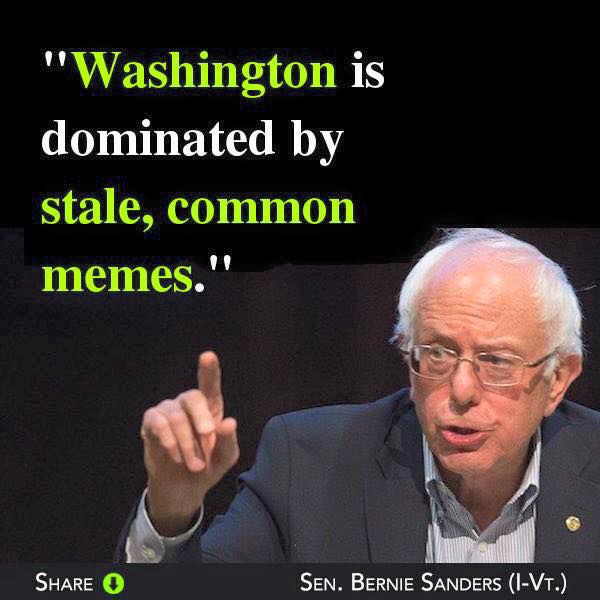 "Washington is
dominated by
stale, common
memes."
SHARE
SEN. BERNIE SANDERS (I-VT.)